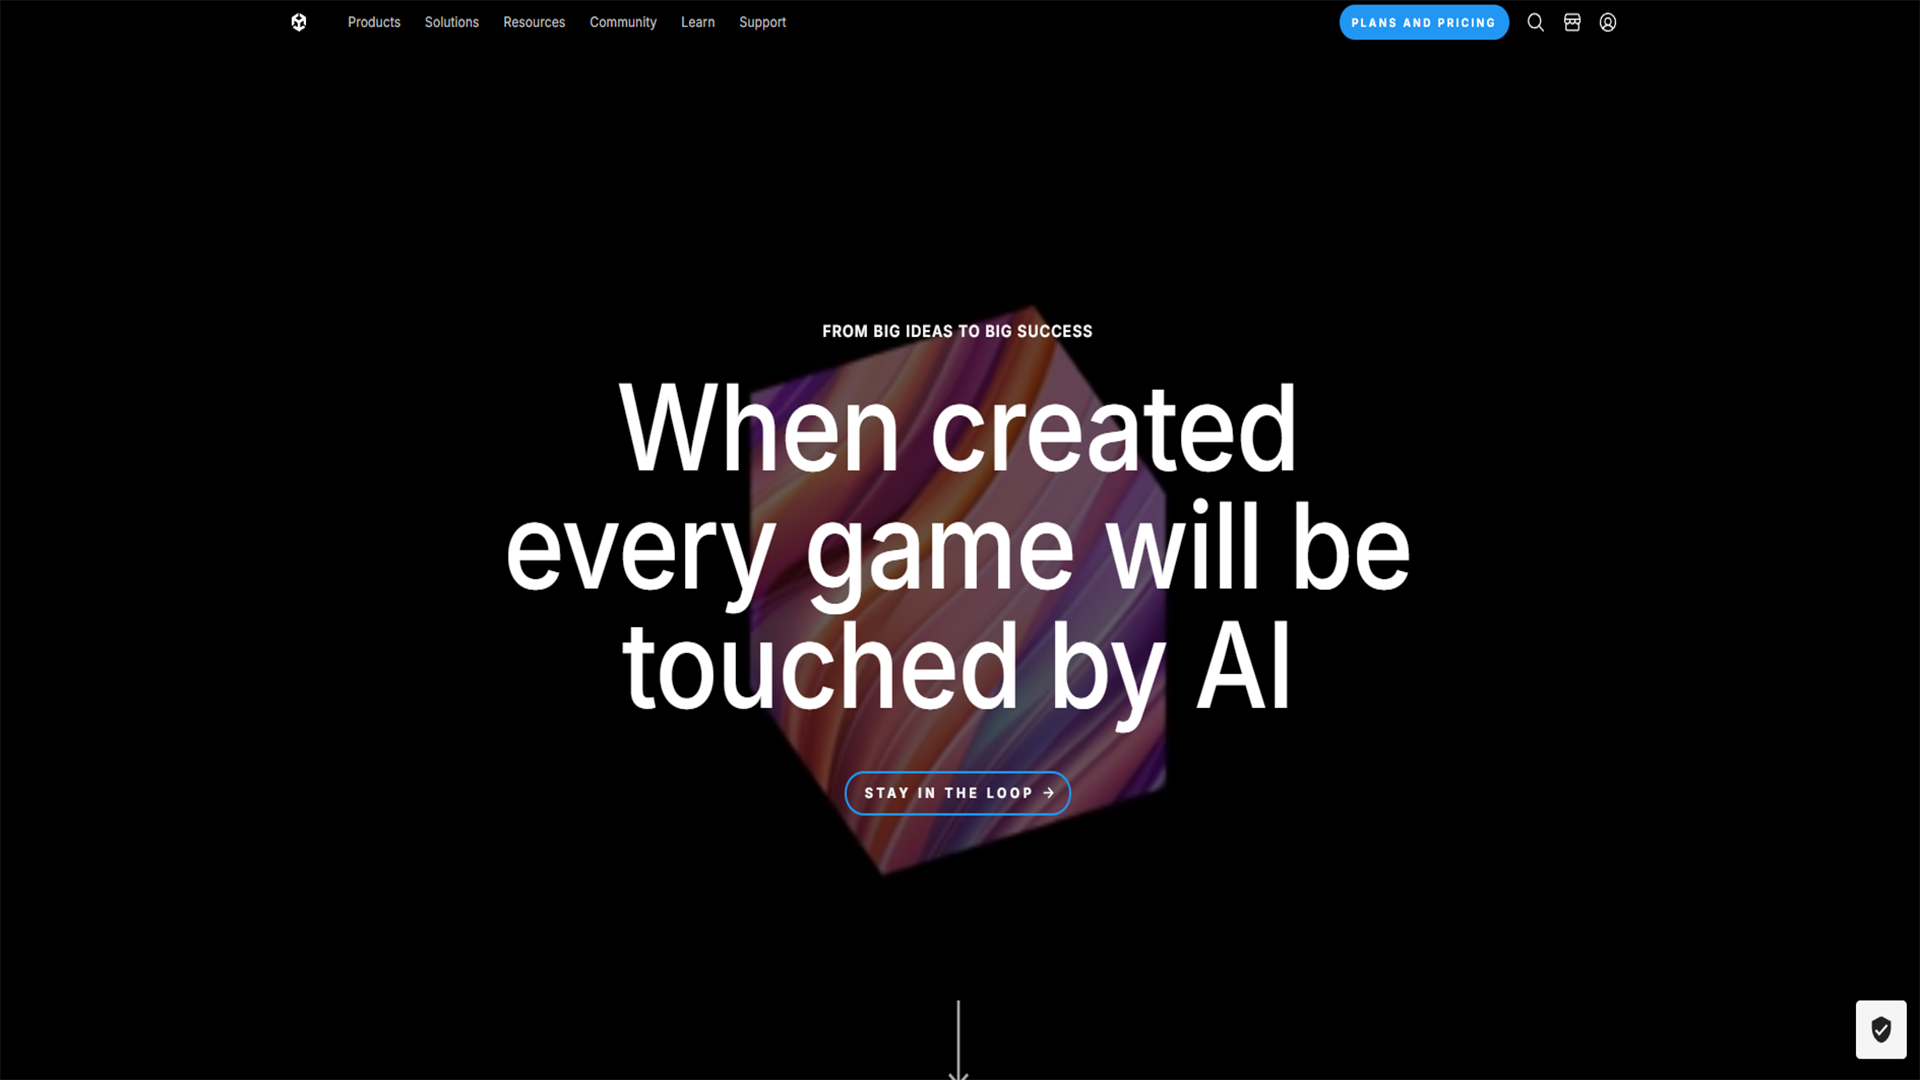 Products Solutions Resources Community Learn Support PLANS AND PRICING
FROM BIG IDEAS TO BIG SUCCESS
When created
every game will be
touched by AI
STAY IN THE LOOP →